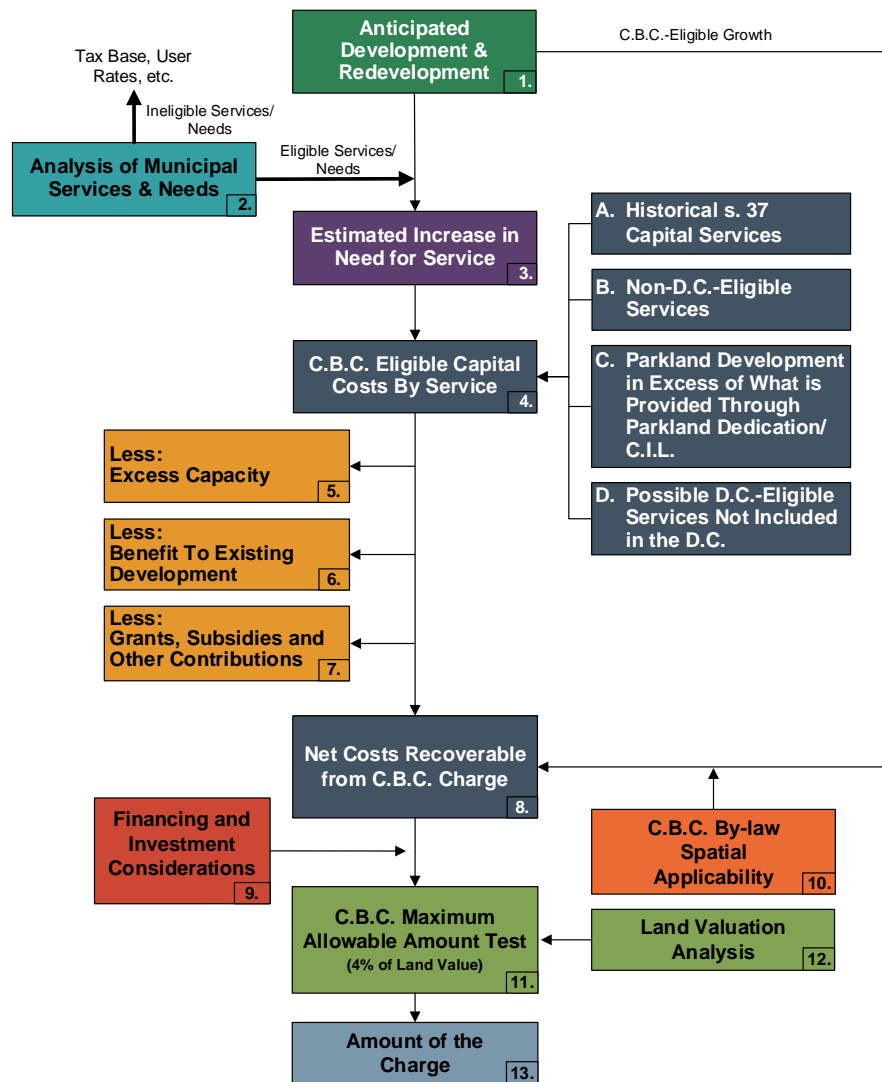 Anticipated
Development &
Redevelopment
1.
C.B.C.-Eligible Growth
Tax Base, User
Rates, etc.
Ineligible Services/
Needs
Analysis of Municipal
Services & Needs
2.
Eligible Services/
Needs
Estimated Increase in
Need for Service
3.
A. Historical s. 37
Capital Services
B. Non-D.C.-Eligible
Services
C.B.C. Eligible Capital
Costs By Service
4.
C. Parkland Development
in Excess of What is
Provided Through
Parkland Dedication/
C.I.L.
D. Possible D.C.-Eligible
Services Not Included
in the D.C.
Less:
Excess Capacity
5.
Less:
Benefit To Existing
Development
6.
Less:
Grants, Subsidies and
Other Contributions
7.
Net Costs Recoverable
from C.B.C. Charge
8.
Financing and
Investment
Considerations
9.
C.B.C. By-law
Spatial
Applicability
10.
C.B.C. Maximum
Allowable Amount Test
(4% of Land Value)
11.
Land Valuation
Analysis
12.
Amount of the
Charge
13.